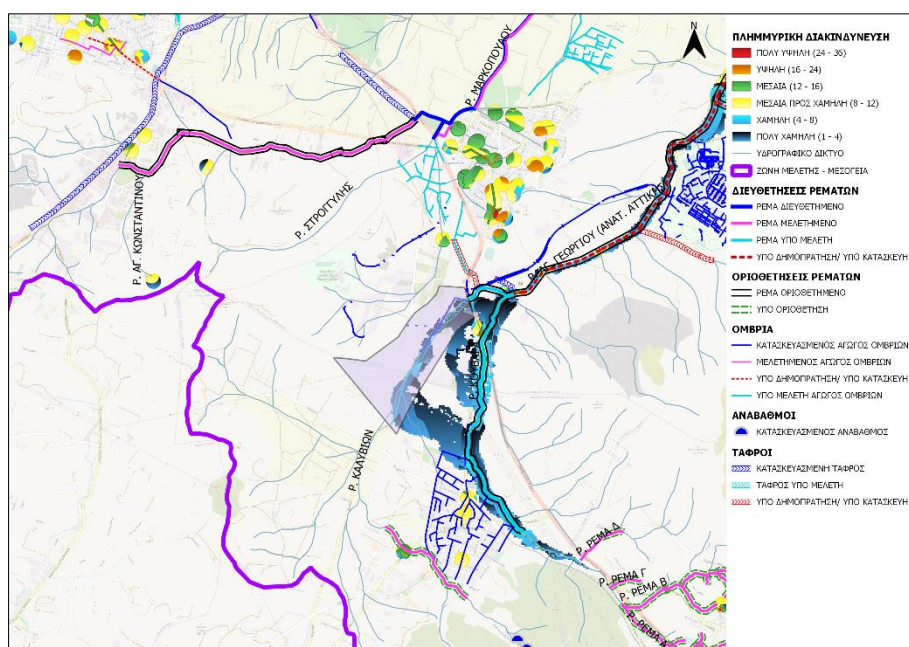 Ν
Ρ. ΜΑΡΚΟΠΟΥΛΟΥ
Ρ. ΑΓ. ΚΩΝΣΤΑΝΤΙΝΟΥ
Ρ. ΣΤΡΟΓΓΥΛΗΣ
ΓΕΩΡΓΙΟΥ (ΑΝΑΤ. ΑΤΤΙΚΗ
Ρ. ΚΑΛΥΒΙΩΝ
Ρ. ΡΕΜΑ Δ
Ρ. ΡΕΜΑ Γ
Ρ. ΡΕΜΑ Β
Ρ. ΡΕΜΑ Α
ΠΛΗΜΜΥΡΙΚΗ ΔΙΑΚΙΝΔΥΝΕΥΣΗ
ΠΟΛΥ ΥΨΗΛΗ (24 - 36)
ΥΨΗΛΗ (16 - 24)
ΜΕΣΑΙΑ (12 - 16)
ΜΕΣΑΙΑ ΠΡΟΣ ΧΑΜΗΛΗ (8 - 12)
ΧΑΜΗΛΗ (4 - 8)
ΠΟΛΥ ΧΑΜΗΛΗ (1 - 4)
ΥΔΡΟΓΡΑΦΙΚΟ ΔΙΚΤΥΟ
ΖΩΝΗ ΜΕΛΕΤΗΣ - ΜΕΣΟΓΕΙΑ
ΔΙΕΥΘΕΤΗΣΕΙΣ ΡΕΜΑΤΩΝ
ΡΕΜΑ ΔΙΕΥΘΕΤΗΜΕΝΟ
ΡΕΜΑ ΜΕΛΕΤΗΜΕΝΟ
ΡΕΜΑ ΥΠΟ ΜΕΛΕΤΗ
ΥΠΟ ΔΗΜΟΠΡΑΤΗΣΗ/ ΥΠΟ ΚΑΤΑΣΚΕΥΗ
ΟΡΙΟΘΕΤΗΣΕΙΣ ΡΕΜΑΤΩΝ
ΡΕΜΑ ΟΡΙΟΘΕΤΗΜΕΝΟ
ΥΠΟ ΟΡΙΟΘΕΤΗΣΗ
ΟΜΒΡΙΑ
ΚΑΤΑΣΚΕΥΑΣΜΕΝΟΣ ΑΓΩΓΟΣ ΟΜΒΡΙΩΝ
ΜΕΛΕΤΗΜΕΝΟΣ ΑΓΩΓΟΣ ΟΜΒΡΙΩΝ
ΥΠΟ ΔΗΜΟΠΡΑΤΗΣΗ/ ΥΠΟ ΚΑΤΑΣΚΕΥΗ
ΥΠΟ ΜΕΛΕΤΗ ΑΓΩΓΟΣ ΟΜΒΡΙΩΝ
ΑΝΑΒΑΘΜΟΙ
ΚΑΤΑΣΚΕΥΑΣΜΕΝΟΣ ΑΝΑΒΑΘΜΟΣ
ΤΑΦΡΟΙ
ΚΑΤΑΣΚΕΥΑΣΜΕΝΗ ΤΑΦΡΟΣ
ΤΑΦΡΟΣ ΥΠΟ ΜΕΛΕΤΗ
ΥΠΟ ΔΗΜΟΠΡΑΤΗΣΗ/ ΥΠΟ ΚΑΤΑΣΚΕΥΗ